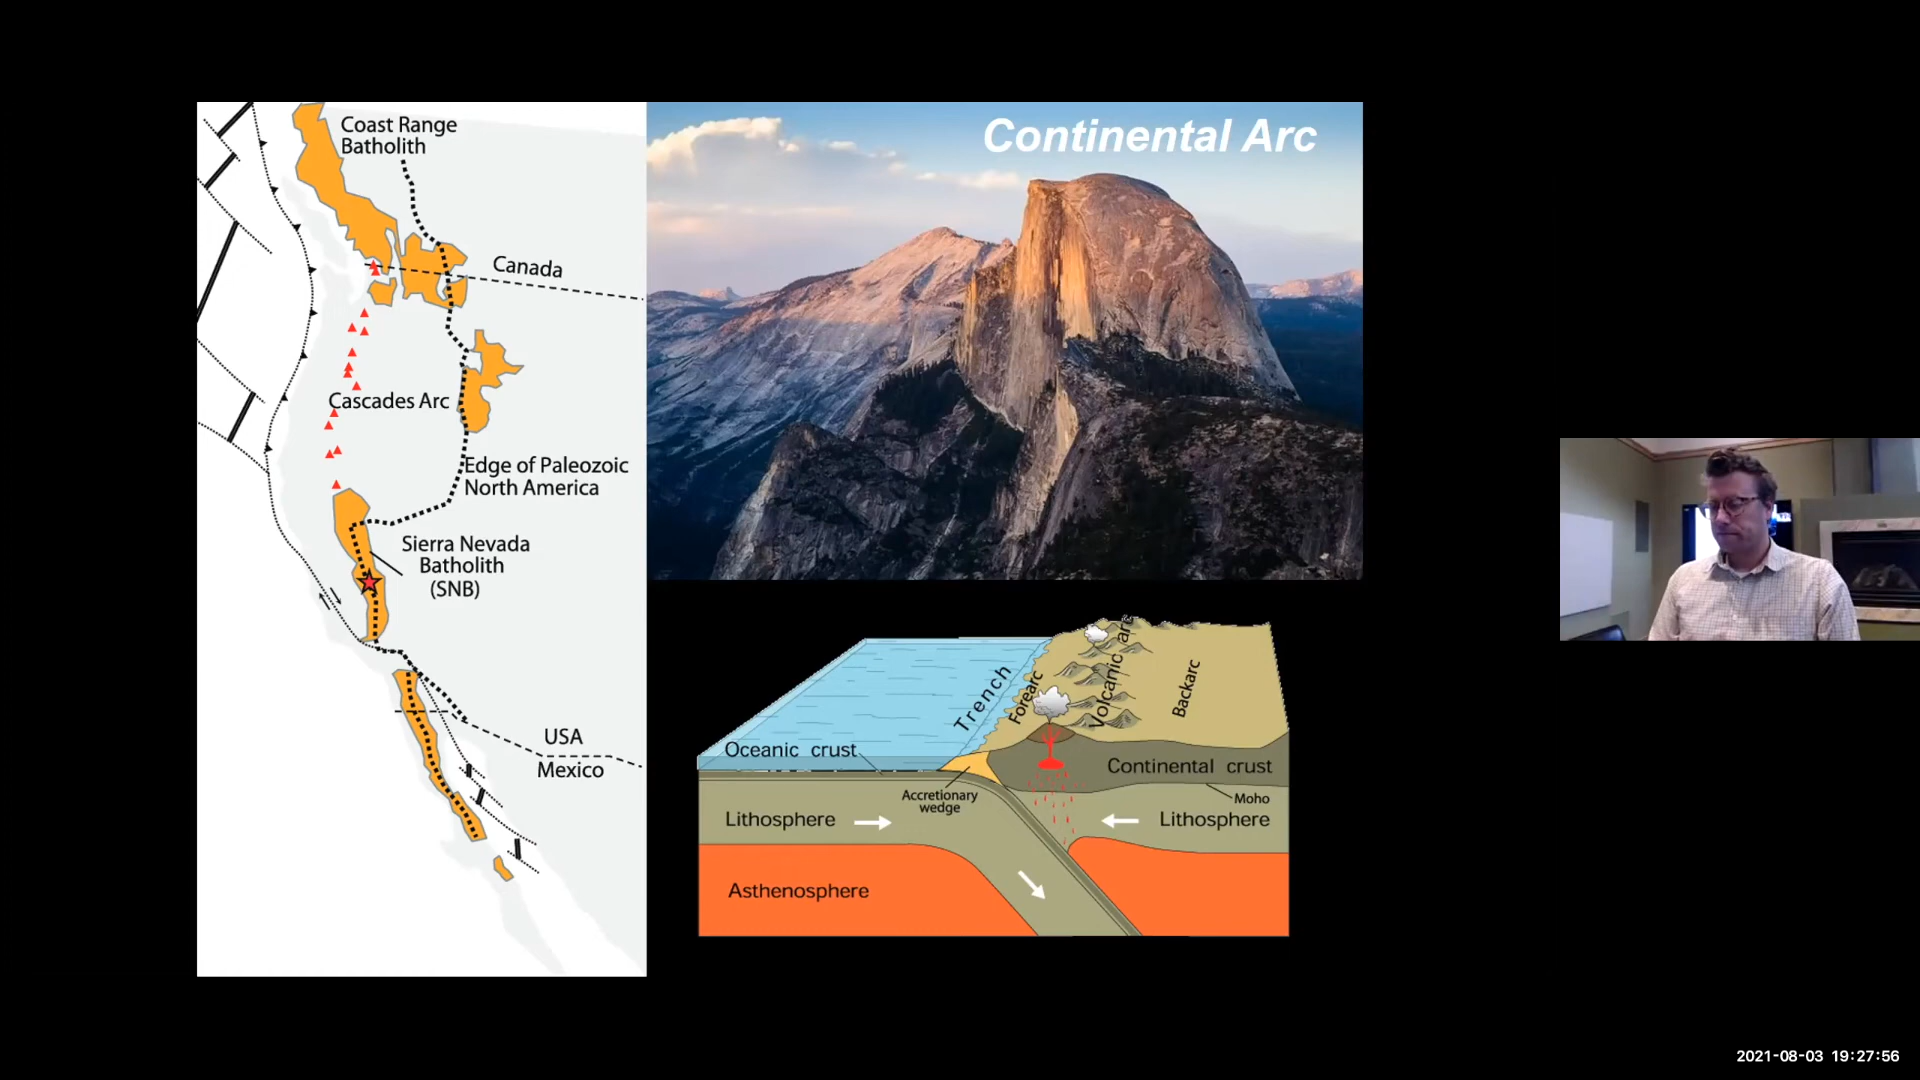 Coast Range
Batholith
Canada
Cascades Arc
Edge of Paleozoic
North America
Sierra Nevada
Batholith
(SNB)
USA
Mexico
Continental Arc
Trench
Forearc
Volcanic arc
Backarc
Oceanic crust
Continental crust
Accretionary
wedge
Moho
Lithosphere
Lithosphere
Asthenosphere
2021-08-03 19:27:56